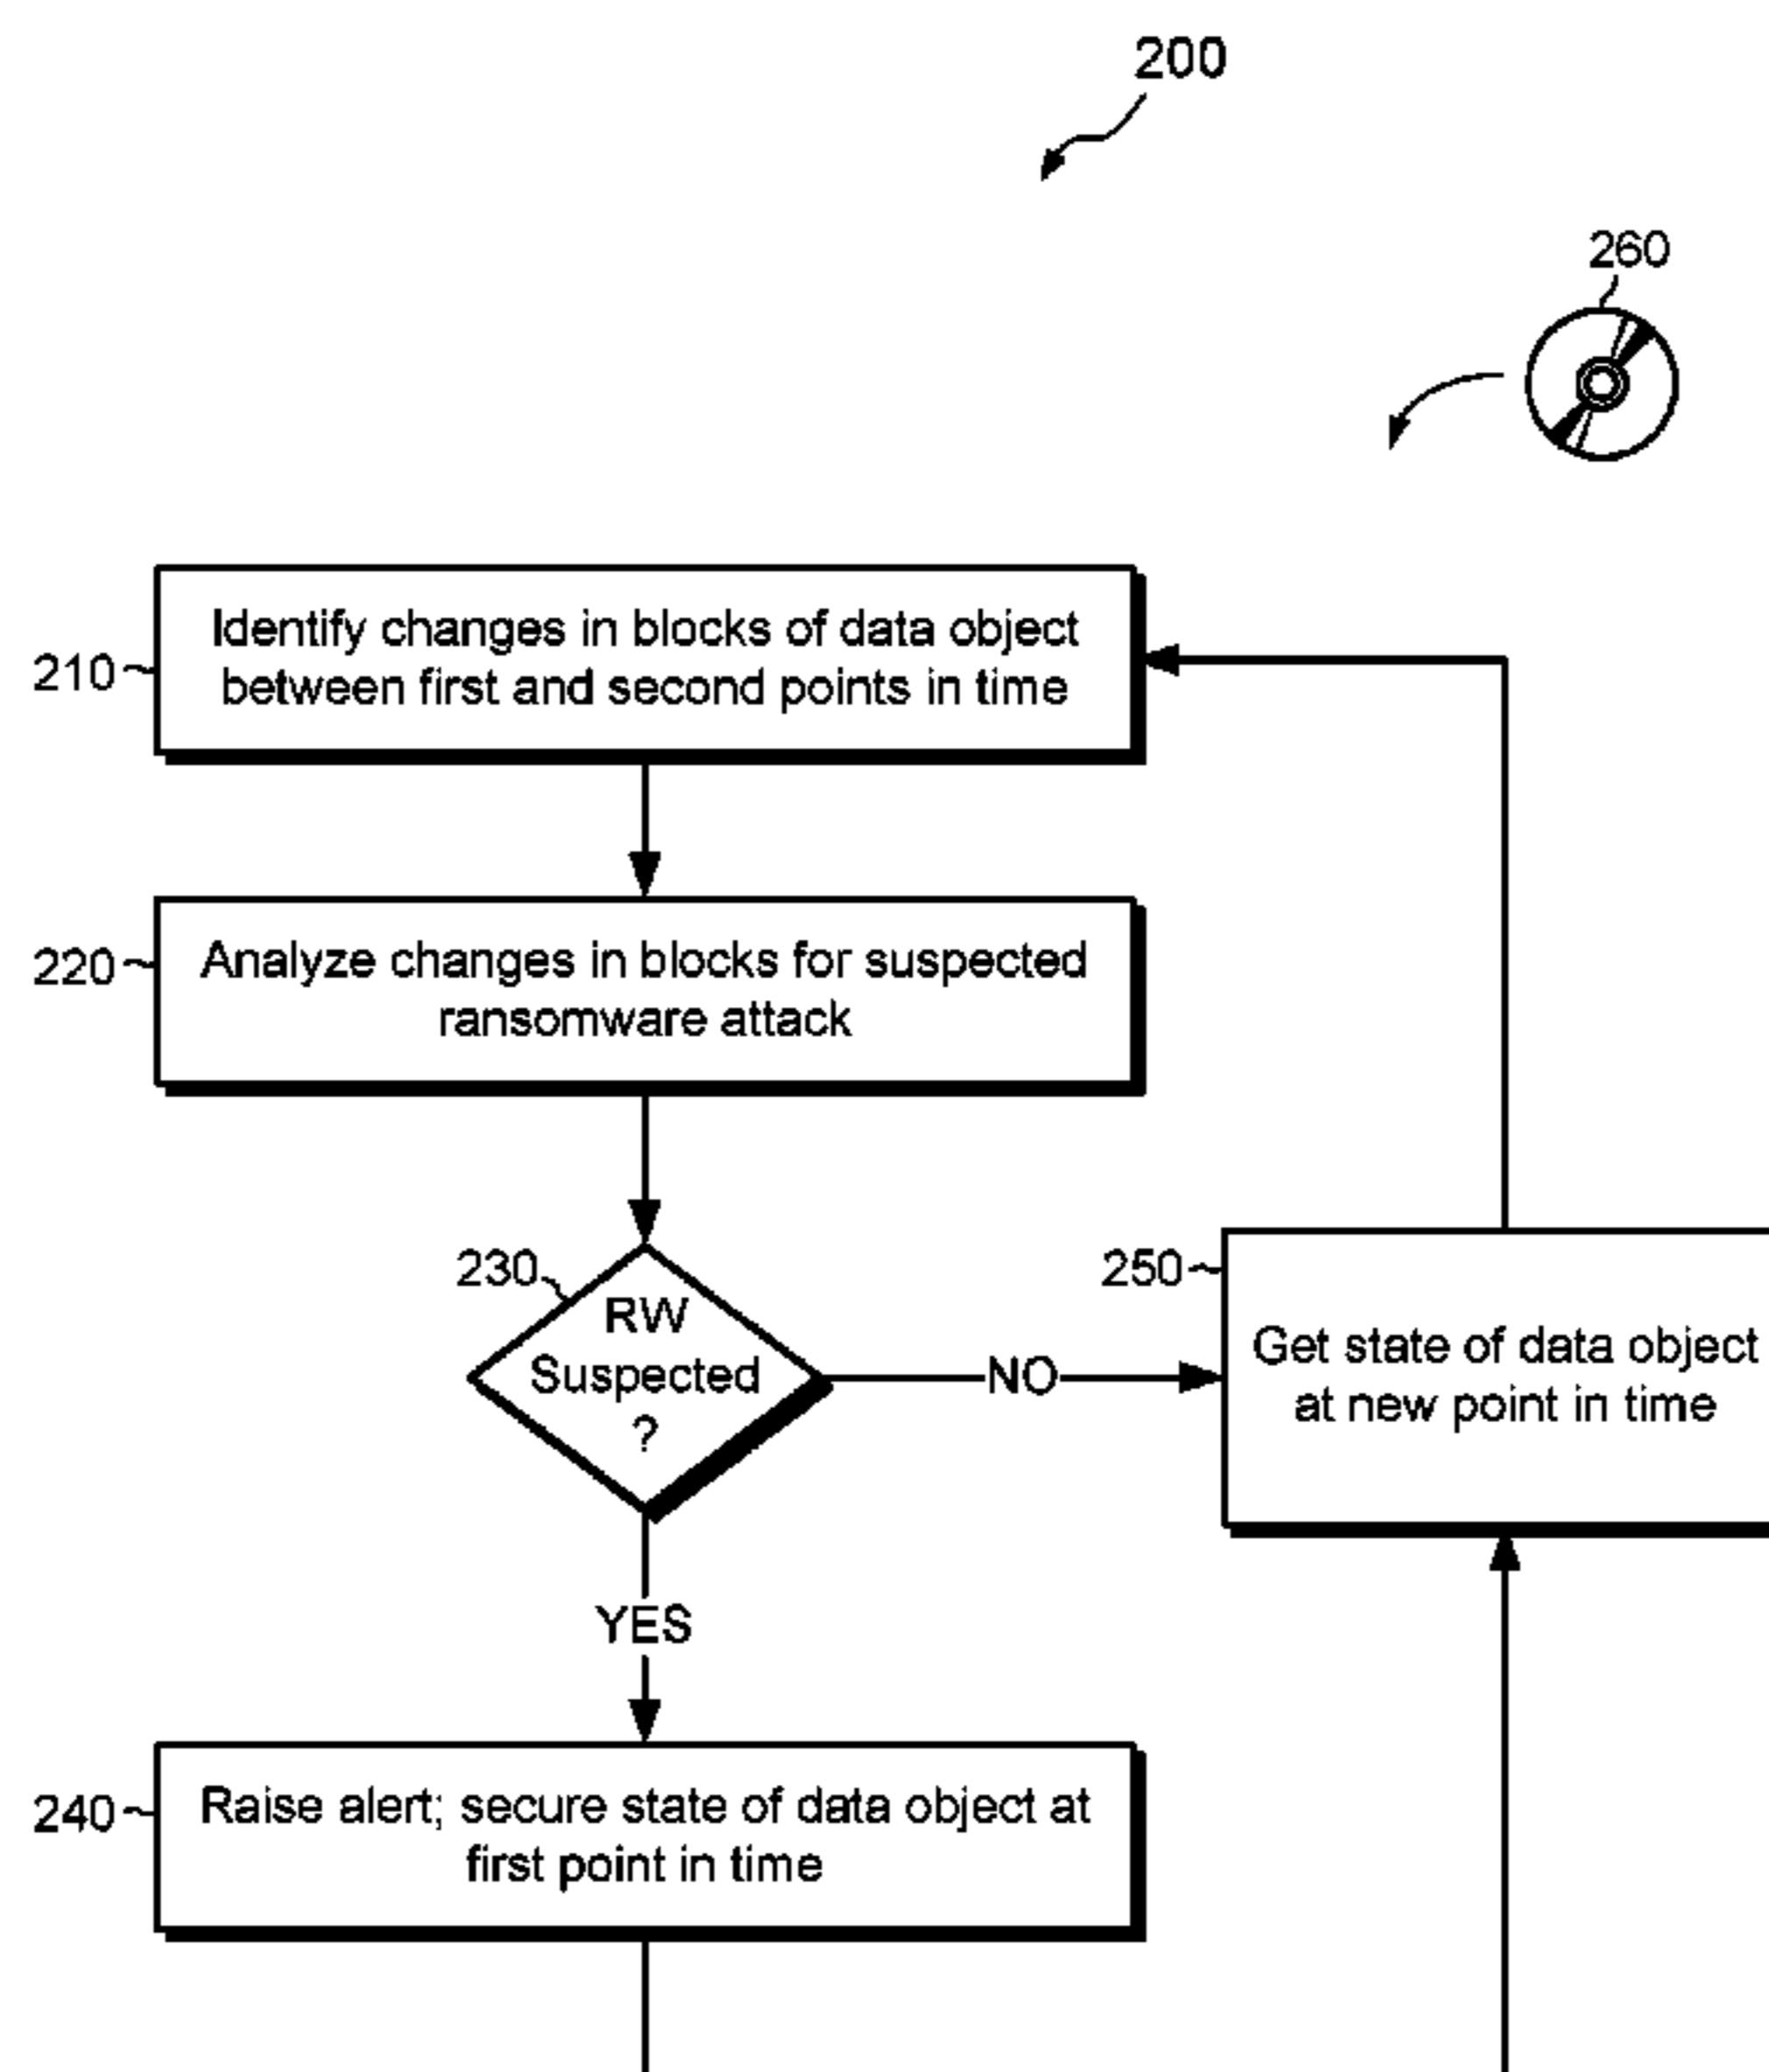 200
260
210
Identify changes in blocks of data object
between first and second points in time
220
Analyze changes in blocks for suspected
ransomware attack
230
RW
Suspected
?
NO
250
Get state of data object
at new point in time
YES
240
Raise alert; secure state of data object at
first point in time